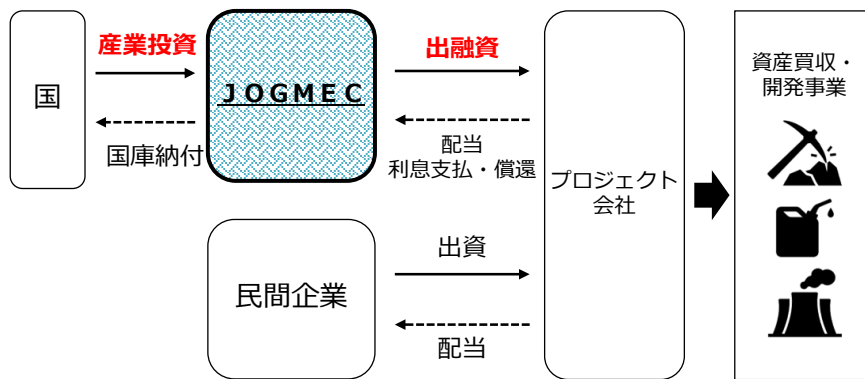 国
産業投資
国庫納付
ＪＯＧＭＥＣ
出融資
配当
利息支払・償還
民間企業
出資
配当
プロジェクト
会社
資産買収・
開発事業